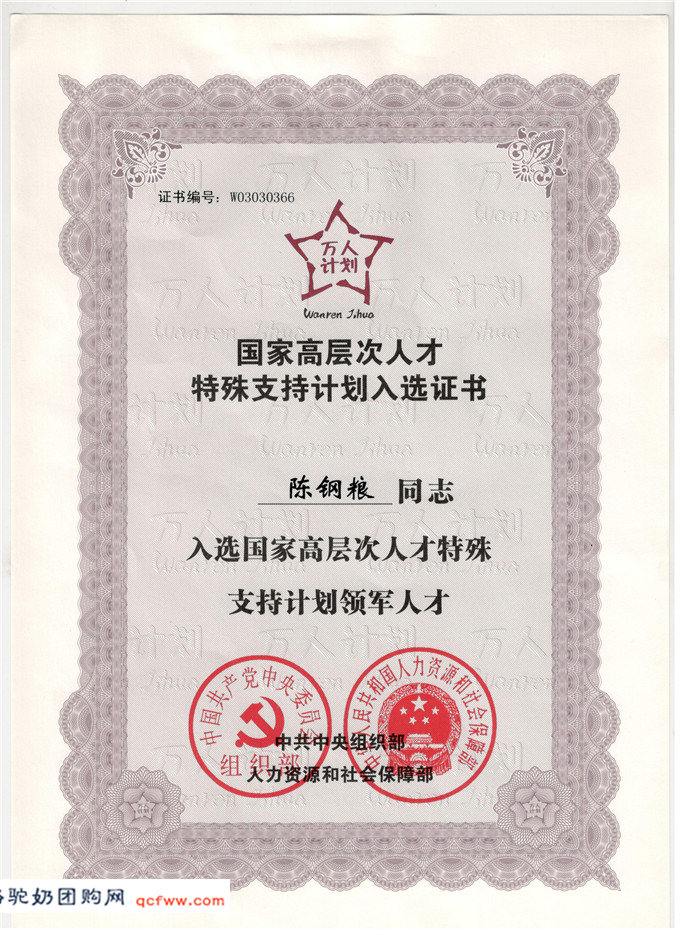 证书编号：W03030366
万人
计划
Wanren Jihua
国家高层次人才
特殊支持计划入选证书
陈钢粮 同志
入选国家高层次人才特殊
支持计划领军人才
中国共产党中央委员会
组织部
中华人民共和国人力资源和社会保障部
中共中央组织部
人力资源和社会保障部
骆驼奶团购网 qcfww.com